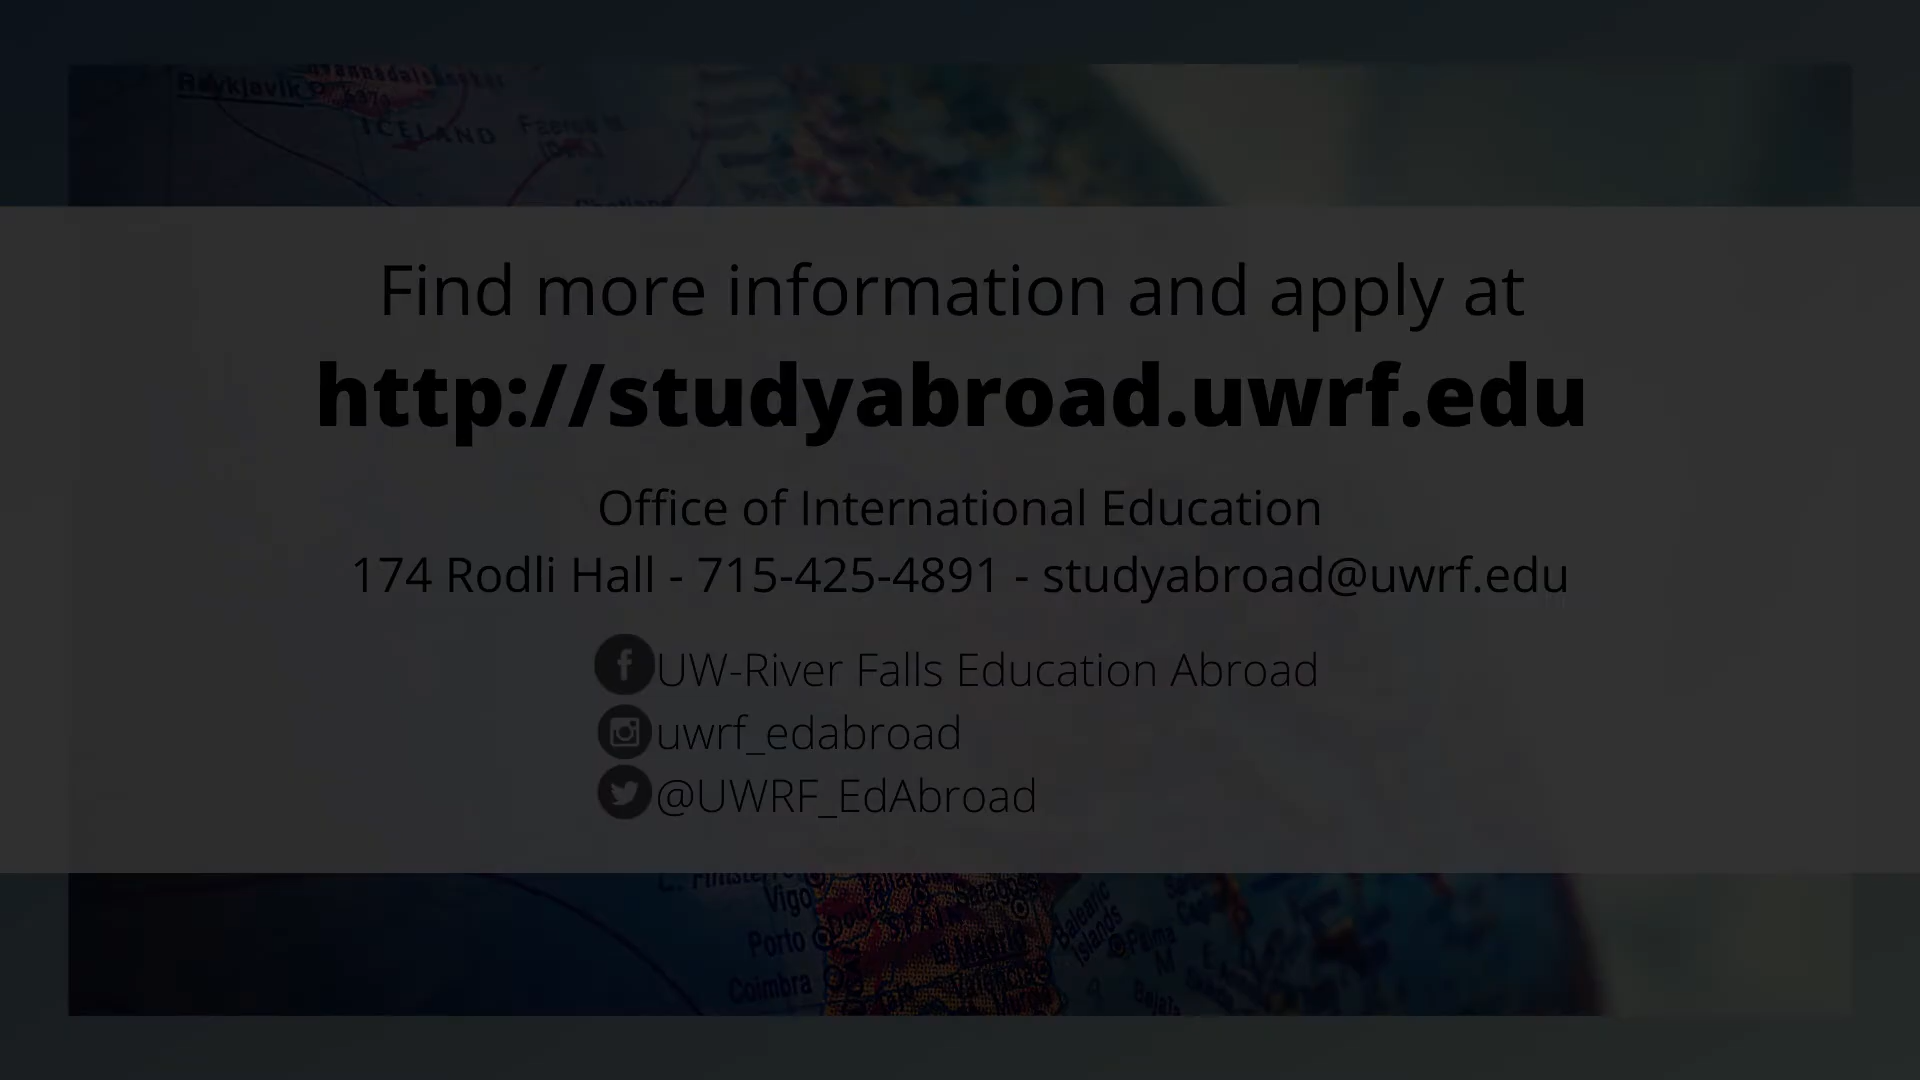 Reykjavik
ICELAND
Find more information and apply at
http://studyabroad.uwrf.edu
Office of International Education
174 Rodli Hall - 715-425-4891 - studyabroad@uwrf.edu
UW-River Falls Education Abroad
uwrf_edabroad
@UWRF_EdAbroad
Vigo
Porto
Madrid
Balearic
Islands
Palma
Coimbra